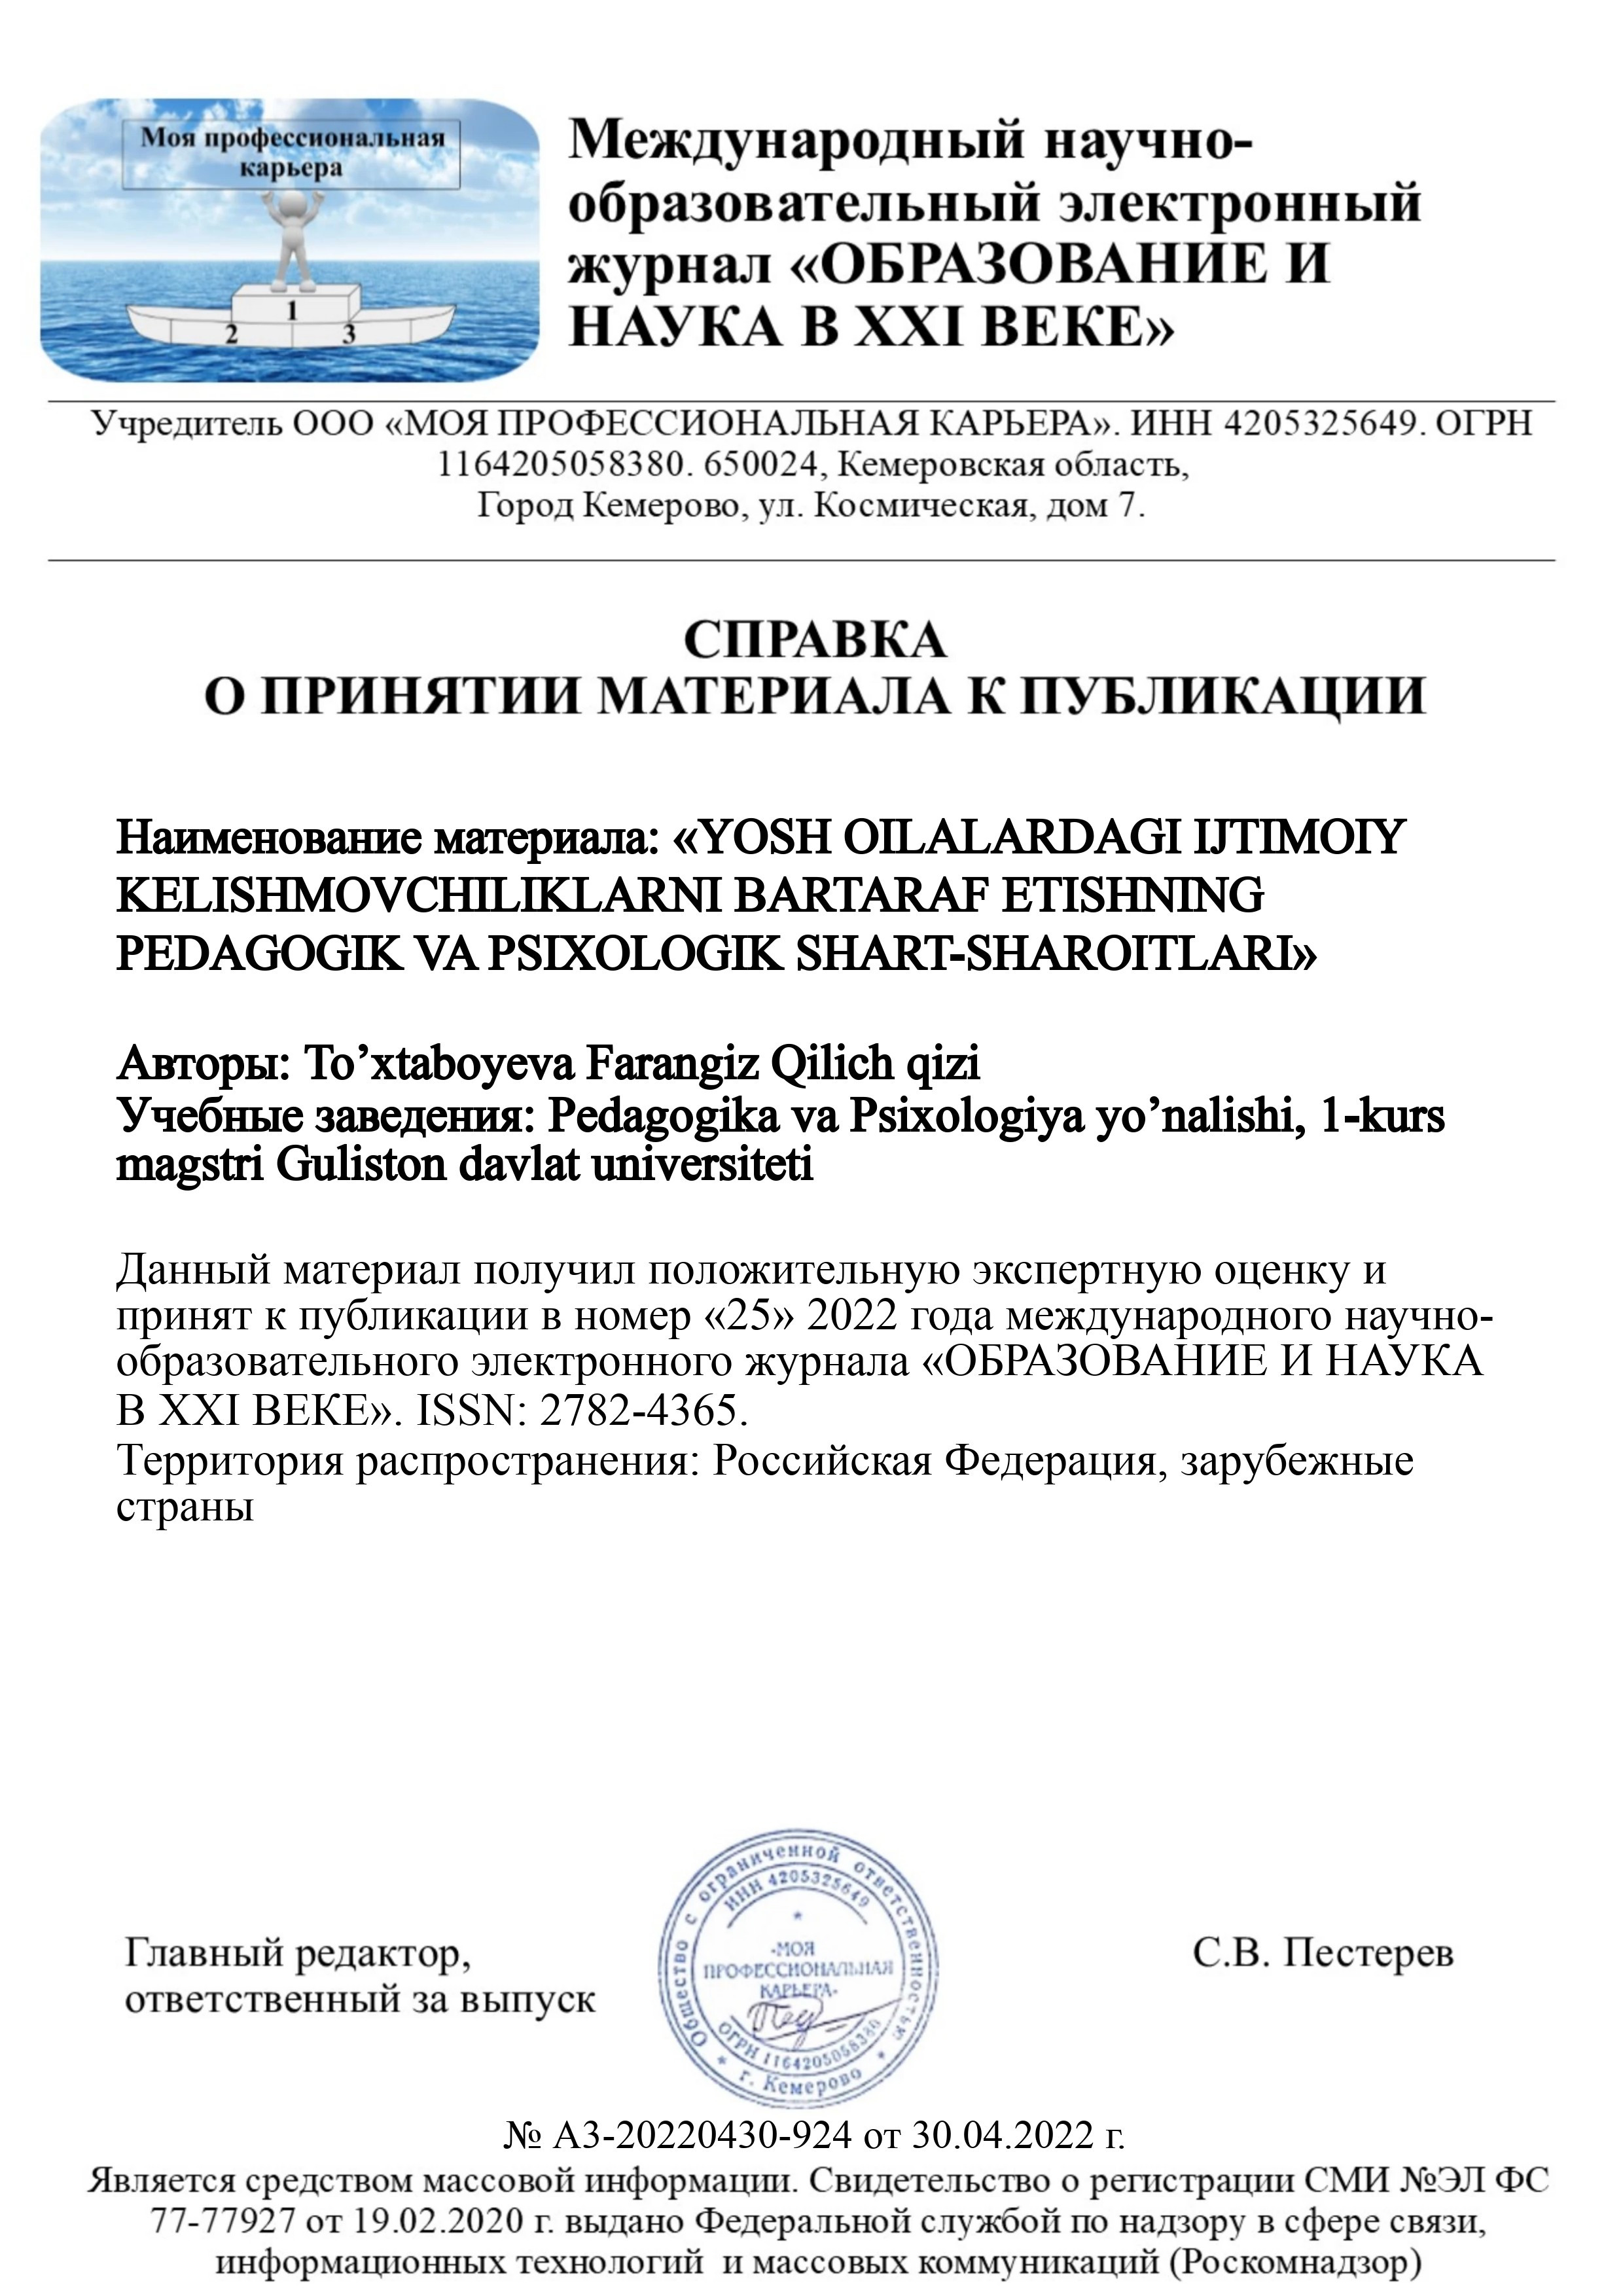 Моя профессиональная
карьера
1
2
3
Международный научно-
образовательный электронный
журнал «ОБРАЗОВАНИЕ И
НАУКА В XXI ВЕКЕ»
Учредитель ООО «МОЯ ПРОФЕССИОНАЛЬНАЯ КАРЬЕРА». ИНН 4205325649. ОГРН
1164205058380. 650024, Кемеровская область,
Город Кемерово, ул. Космическая, дом 7.
СПРАВКА
О ПРИНЯТИИ МАТЕРИАЛА К ПУБЛИКАЦИИ
Наименование материала: «YOSH OILALARDAGI IJTIMOIY
KELISHMOVCHILIKLARNI BARTARAF ETISHNING
PEDAGOGIK VA PSIXOLOGIK SHART-SHAROITLARI»
Авторы: To’xtaboyeva Farangiz Qilich qizi
Учебные заведения: Pedagogika va Psixologiya yo’nalishi, 1-kurs
magstri Guliston davlat universiteti
Данный материал получил положительную экспертную оценку и
принят к публикации в номер «25» 2022 года международного научно-
образовательного электронного журнала «ОБРАЗОВАНИЕ И НАУКА
В XXI ВЕКЕ». ISSN: 2782-4365.
Территория распространения: Российская Федерация, зарубежные
страны
Главный редактор,
ответственный за выпуск
Общество с ограниченной ответственностью
ИНН 4205325649
«МОЯ
ПРОФЕССИОНАЛЬНАЯ
КАРЬЕРА»
ОГРН 1164205058380
* г. Кемерово *
С.В. Пестерев
№ А3-20220430-924 от 30.04.2022 г.
Является средством массовой информации. Свидетельство о регистрации СМИ №ЭЛ ФС
77-77927 от 19.02.2020 г. выдано Федеральной службой по надзору в сфере связи,
информационных технологий  и массовых коммуникаций (Роскомнадзор)